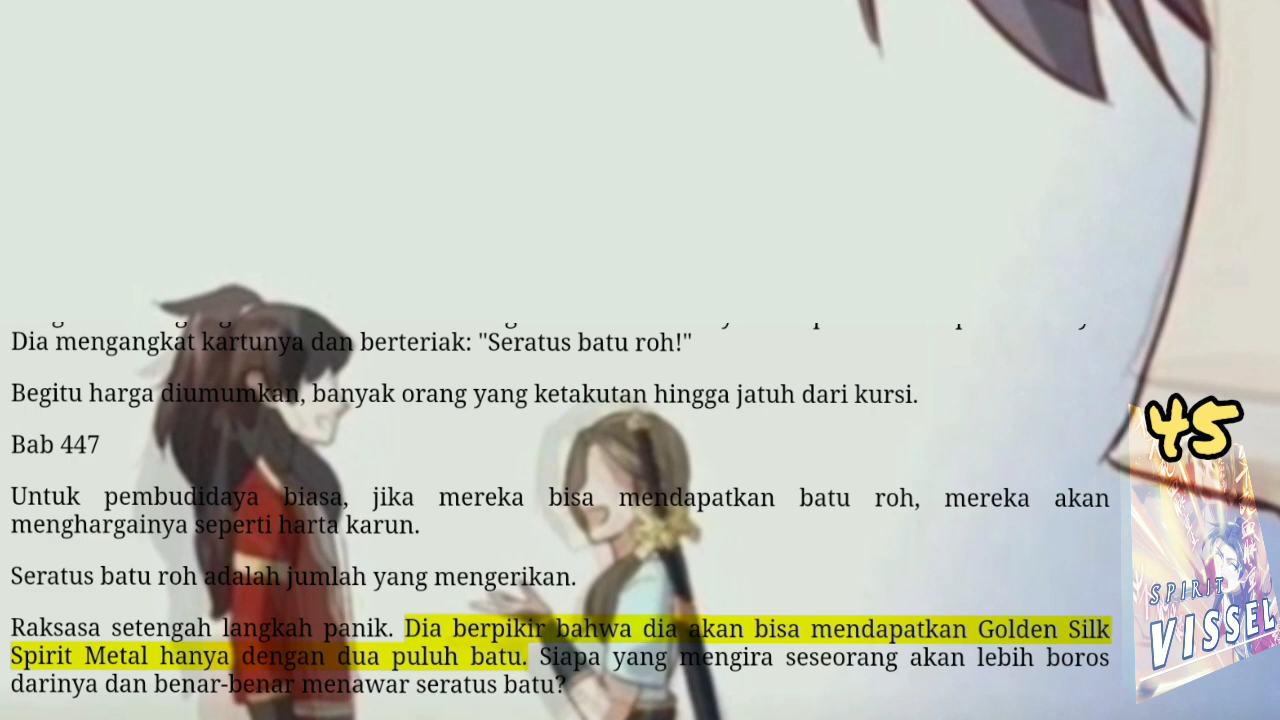 Dia mengangkat kartunya dan berteriak: "Seratus batu roh!"
Begitu harga diumumkan, banyak orang yang ketakutan hingga jatuh dari kursi.
Bab 447
Untuk pembudidaya biasa, jika mereka bisa mendapatkan batu roh, mereka akan
menghargainya seperti harta karun.
Seratus batu roh adalah jumlah yang mengerikan.
Raksasa setengah langkah panik. Dia berpikir bahwa dia akan bisa mendapatkan Golden Silk
Spirit Metal hanya dengan dua puluh batu. Siapa yang mengira seseorang akan lebih boros
darinya dan benar-benar menawar seratus batu?
45
SPIRIT
VISSEL